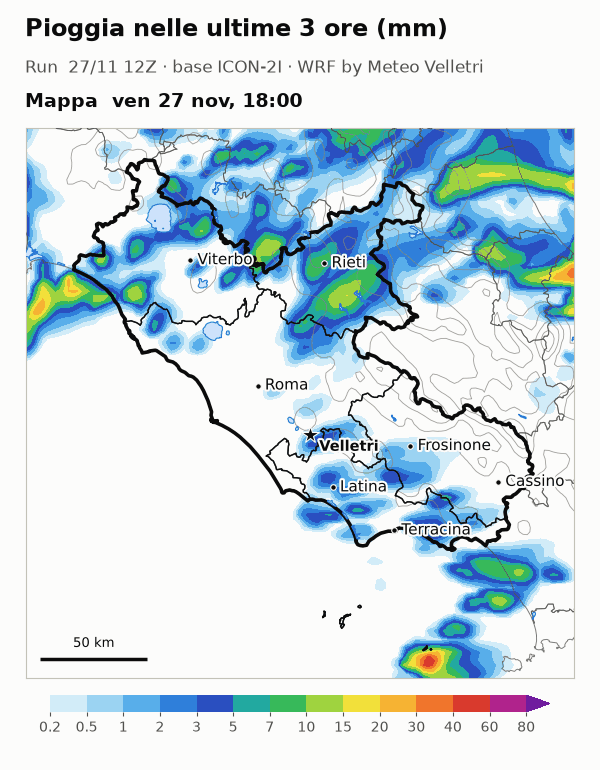 Pioggia nelle ultime 3 ore (mm)
Run  27/11 12Z · base ICON-2I · WRF by Meteo Velletri
Mappa  ven 27 nov, 18:00
Viterbo
Rieti
Roma
Velletri
Frosinone
Latina
Cassino
Terracina
50 km
0.2 0.5 1 2 3 5 7 10 15 20 30 40 60 80